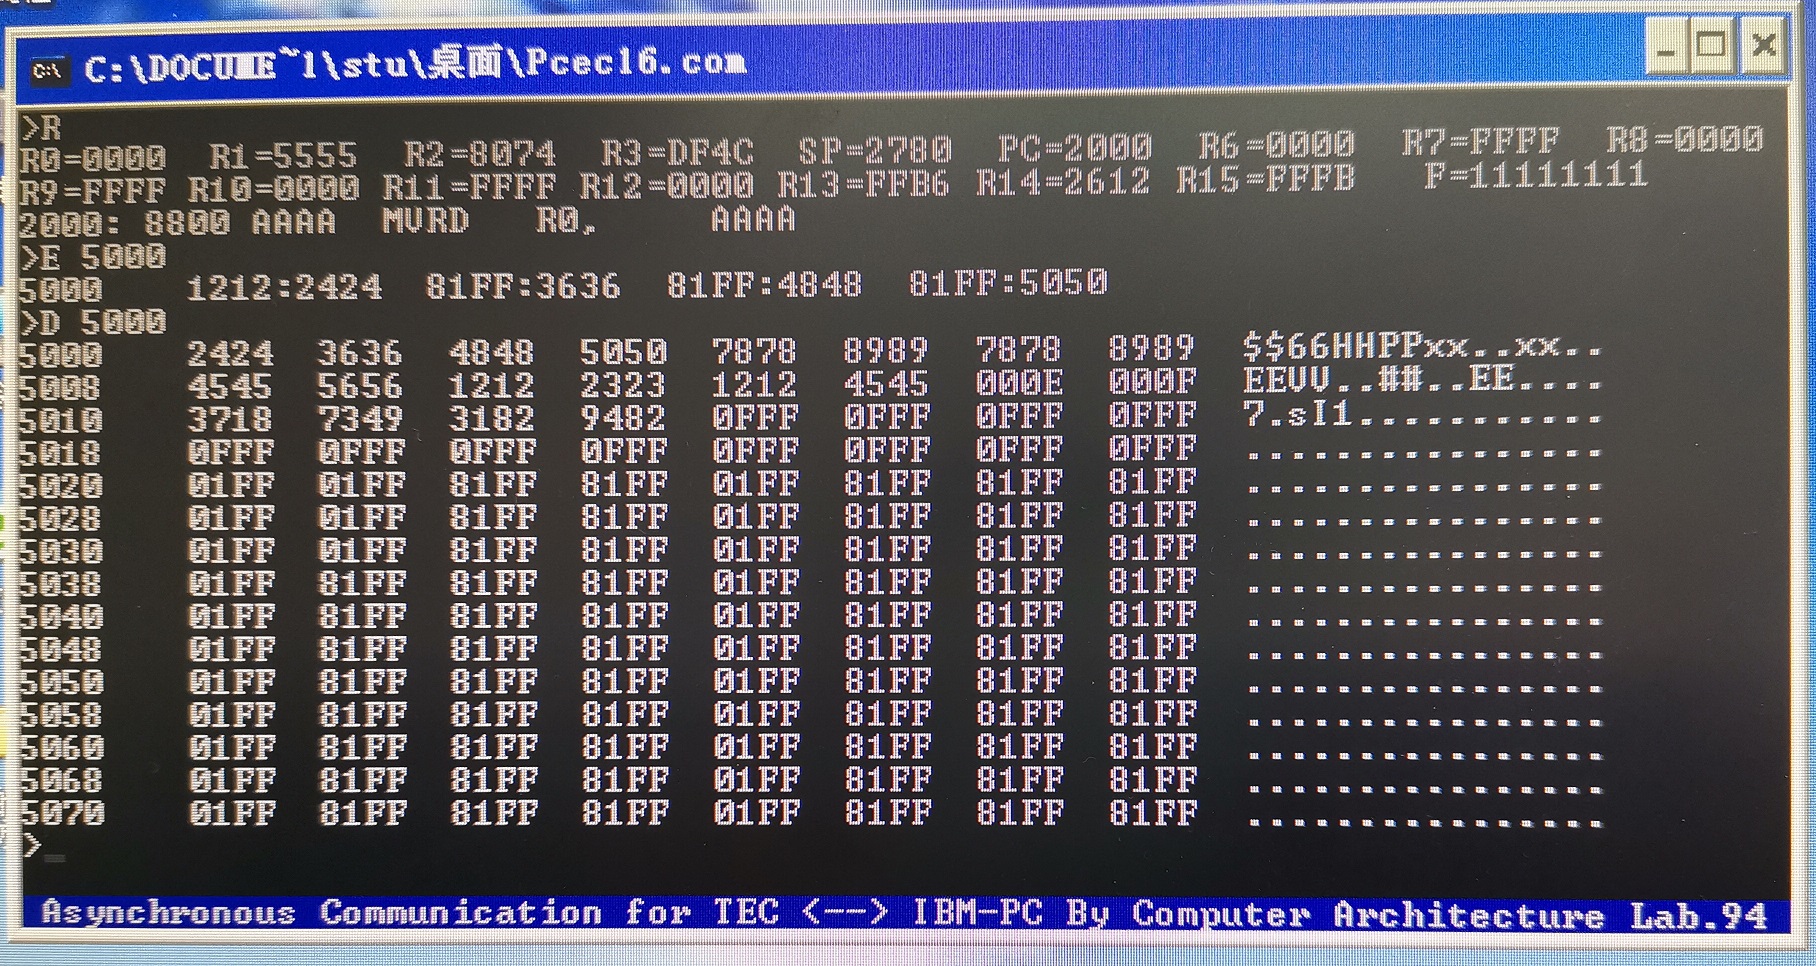 C:\DOCUME~1\stu\桌面\Pcec16.com
>R
R0=0000 R1=5555 R2=8074 R3=DF4C SP=2780 PC=2000 R6=0000 R7=FFFF R8=0000
R9=FFFF R10=0000 R11=FFFF R12=0000 R13=FFB6 R14=2612 R15=FFFB F=11111111
2000: 8800 AAAA MVRD R0, AAAA
>E 5000
5000 1212:2424 81FF:3636 81FF:4848 81FF:5050
>D 5000
5000 2424 3636 4848 5050 7878 8989 7878 8989 $$66HHPPxx..xx..
5008 4545 5656 1212 2323 1212 4545 000E 000F EEVV..##..EE....
5010 3718 7349 3182 9482 0FFF 0FFF 0FFF 0FFF 7.sI1...........
5018 0FFF 0FFF 0FFF 0FFF 0FFF 0FFF 0FFF 0FFF ................
5020 01FF 01FF 81FF 81FF 01FF 81FF 81FF 81FF ................
5028 01FF 01FF 81FF 81FF 01FF 81FF 81FF 81FF ................
5030 01FF 01FF 81FF 81FF 01FF 81FF 81FF 81FF ................
5038 01FF 81FF 81FF 81FF 01FF 81FF 81FF 81FF ................
5040 01FF 81FF 81FF 81FF 01FF 81FF 81FF 81FF ................
5048 01FF 81FF 81FF 81FF 01FF 81FF 81FF 81FF ................
5050 01FF 81FF 81FF 81FF 01FF 81FF 81FF 81FF ................
5058 01FF 81FF 81FF 81FF 01FF 81FF 81FF 81FF ................
5060 01FF 81FF 81FF 81FF 01FF 81FF 81FF 81FF ................
5068 01FF 81FF 81FF 81FF 01FF 81FF 81FF 81FF ................
5070 01FF 81FF 81FF 81FF 01FF 81FF 81FF 81FF ................
>_
Asynchronous Communication for TEC <--> IBM-PC By Computer Architecture Lab.94